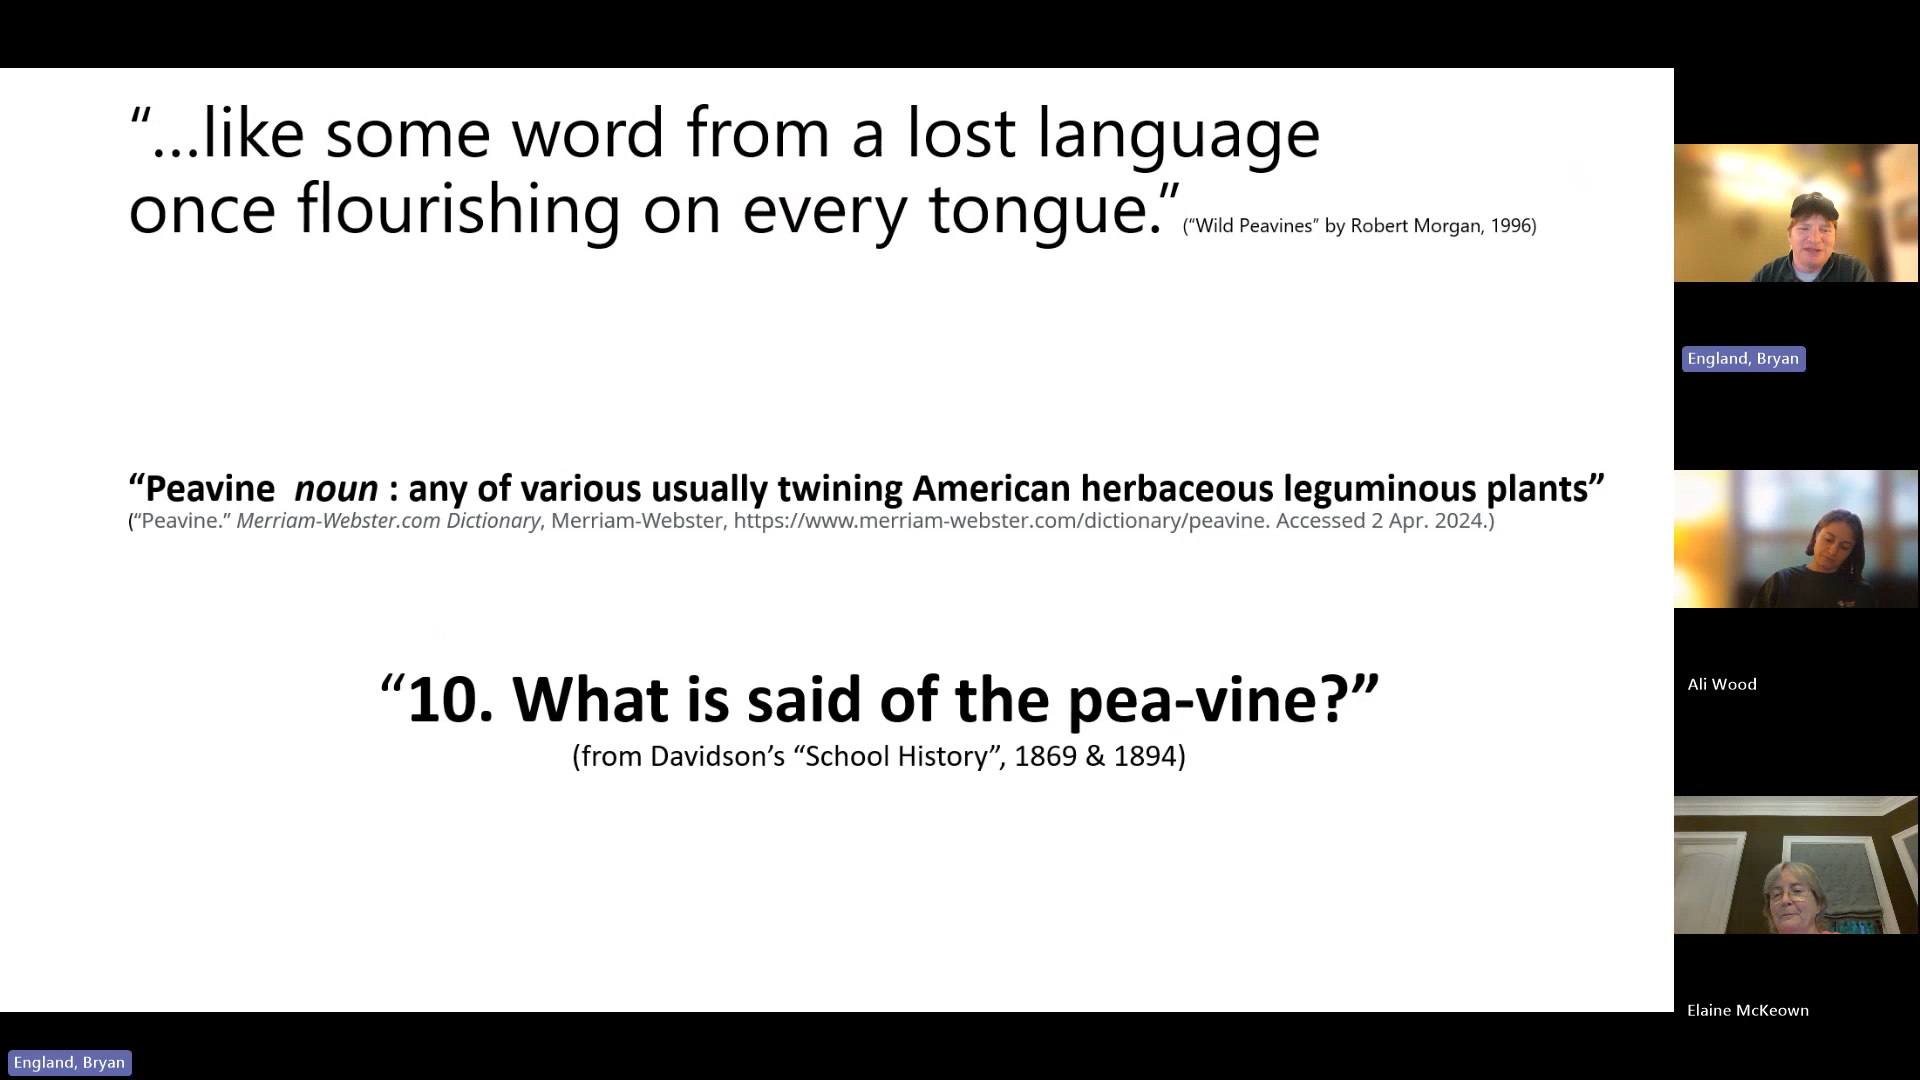 “...like some word from a lost language
once flourishing on every tongue.” (“Wild Peavines” by Robert Morgan, 1996)
“Peavine noun : any of various usually twining American herbaceous leguminous plants”
(“Peavine.” Merriam-Webster.com Dictionary, Merriam-Webster, https://www.merriam-webster.com/dictionary/peavine. Accessed 2 Apr. 2024.)
“10. What is said of the pea-vine?”
(from Davidson’s “School History”, 1869 & 1894)
England, Bryan
Ali Wood
Elaine McKeown
England, Bryan